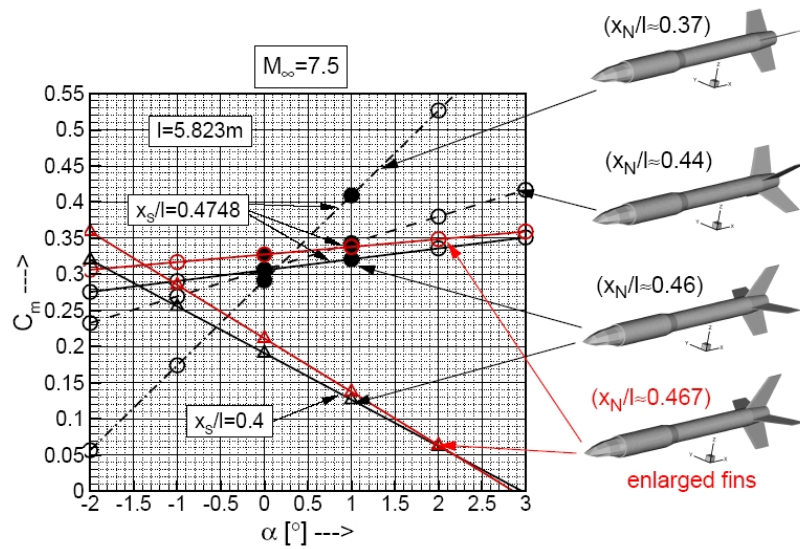 M∞=7.5
(xN/l≈0.37)
0.55
0.5
0.45
0.4
0.35
0.3
0.25
0.2
0.15
0.1
0.05
0
Cm --->
l=5.823m
xS/l=0.4748
xS/l=0.4
(xN/l≈0.44)
(xN/l≈0.46)
(xN/l≈0.467)
enlarged fins
-2 -1.5 -1 -0.5 0 0.5 1 1.5 2 2.5 3
α [°] --->
Z
Y X
Z
Y X
Z
Y X
Z
Y X